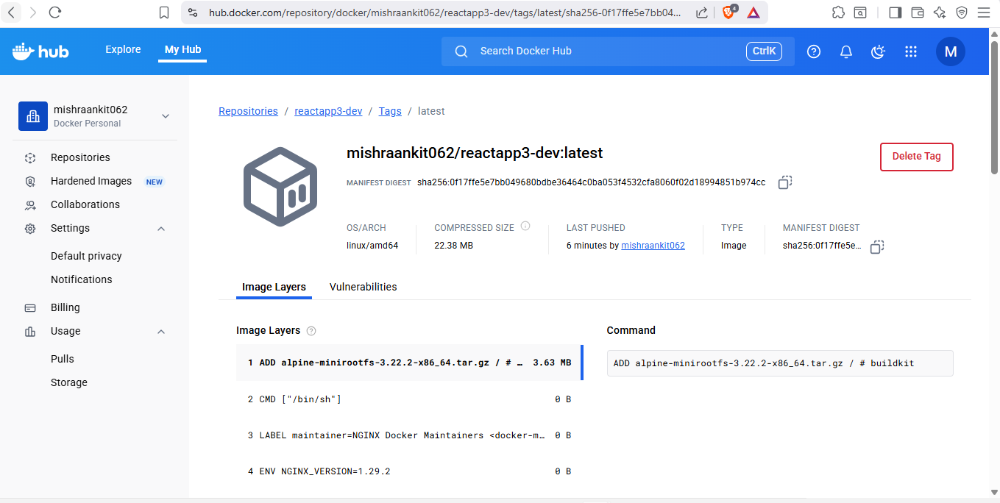 hub.docker.com/repository/docker/mishraankit062/reactapp3-dev/tags/latest/sha256-0f17ffe5e7bb04...
4
hub
Explore
My Hub
Search Docker Hub
CtrlK
M
mishraankit062
Docker Personal
Repositories
Hardened Images NEW
Collaborations
Settings
Default privacy
Notifications
Billing
Usage
Pulls
Storage
Repositories / reactapp3-dev / Tags / latest
mishraankit062/reactapp3-dev:latest
Delete Tag
MANIFEST DIGEST sha256:0f17ffe5e7bb049680bdbe36464c0ba053f4532cfa8060f02d18994851b974cc
OS/ARCH
linux/amd64
COMPRESSED SIZE
22.38 MB
LAST PUSHED
6 minutes by mishraankit062
TYPE
Image
MANIFEST DIGEST
sha256:0f17ffe5e...
Image Layers
Vulnerabilities
Image Layers
1 ADD alpine-minirootfs-3.22.2-x86_64.tar.gz / # … 3.63 MB
2 CMD ["/bin/sh"] 0 B
3 LABEL maintainer=NGINX Docker Maintainers <docker-m… 0 B
4 ENV NGINX_VERSION=1.29.2 0 B
Command
ADD alpine-minirootfs-3.22.2-x86_64.tar.gz / # buildkit